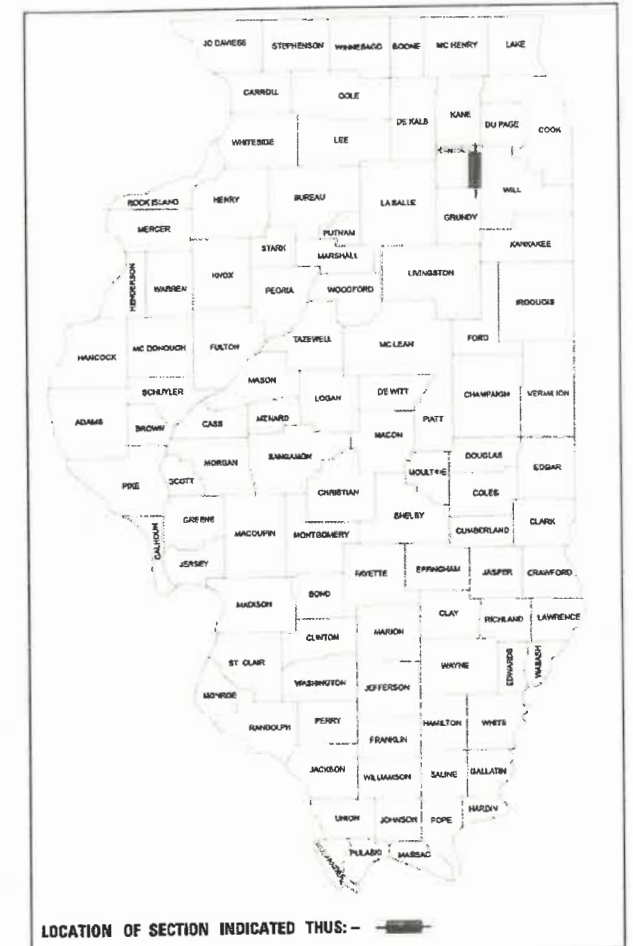 JO DAVIESS STEPHENSON WINNEBAGO BOONE MC HENRY LAKE
CARROLL OGLE DE KALB KANE DU PAGE COOK
WHITESIDE LEE
ROCK ISLAND HENRY BUREAU LA SALLE GRUNDY WILL
MERCER STARK PUTNAM KANKAKEE
HENDERSON WARREN KNOX PEORIA MARSHALL WOODFORD LIVINGSTON IROQUOIS
HANCOCK MC DONOUGH FULTON TAZEWELL MC LEAN FORD
SCHUYLER MASON LOGAN DE WITT CHAMPAIGN VERMILION
ADAMS BROWN CASS MENARD MACON PIATT
PIKE SCOTT MORGAN SANGAMON CHRISTIAN MOULTRIE DOUGLAS EDGAR
COLES
CALHOUN GREENE MACOUPIN MONTGOMERY SHELBY CUMBERLAND CLARK
JERSEY FAYETTE EFFINGHAM JASPER CRAWFORD
MADISON BOND CLAY RICHLAND LAWRENCE
CLINTON MARION
ST CLAIR WASHINGTON JEFFERSON WAYNE EDWARDS WABASH
MONROE RANDOLPH PERRY HAMILTON WHITE
FRANKLIN
JACKSON WILLIAMSON SALINE GALLATIN
UNION JOHNSON POPE HARDIN
PULASKI MASSAC
LOCATION OF SECTION INDICATED THUS: -